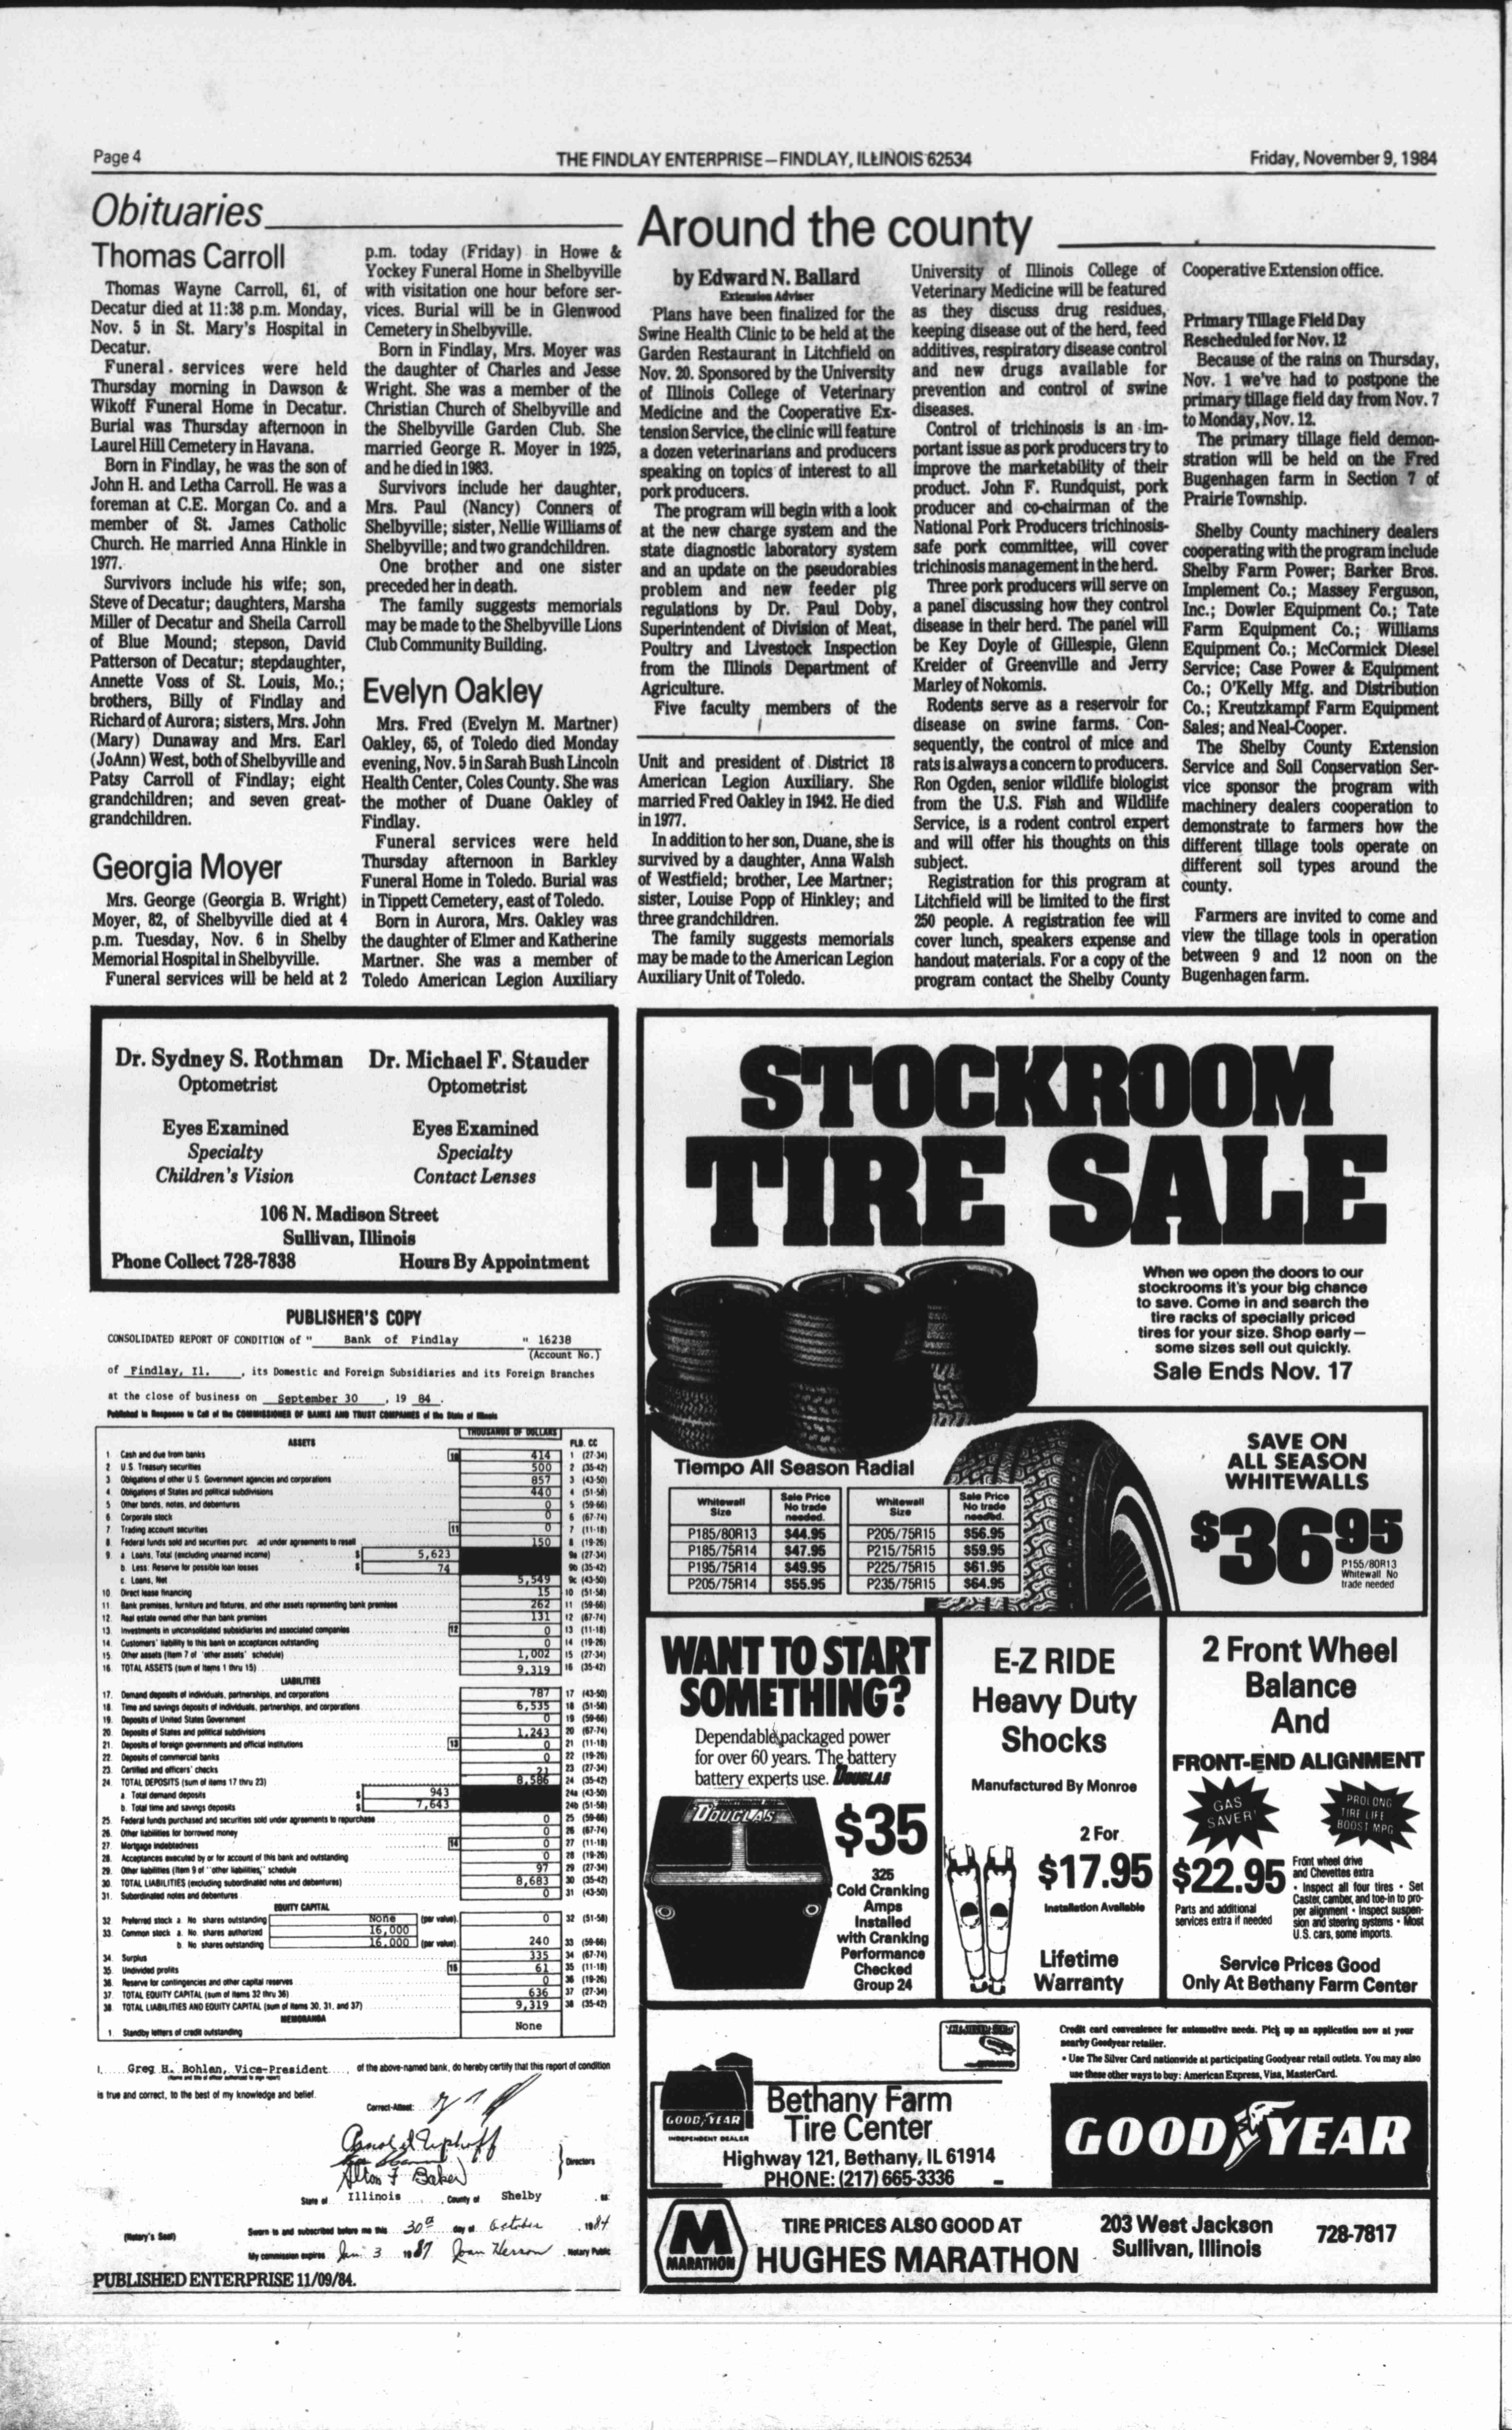 Page 4
THE FINDLAY ENTERPRISE—FINDLAY, ILLINOIS 62534
Friday, November 9, 1984
Obituaries
Thomas Carroll
Thomas Wayne Carroll, 61, of
Decatur died at 11:38 p.m. Monday,
Nov. 5 in St. Mary's Hospital in
Decatur.
Funeral services were held
Thursday morning in Dawson &
Wikoff Funeral Home in Decatur.
Burial was Thursday afternoon in
Laurel Hill Cemetery in Havana.
Born in Findlay, he was the son of
John H. and Letha Carroll. He was a
foreman at C.E. Morgan Co. and a
member of St. James Catholic
Church. He married Anna Hinkle in
1977.
Survivors include his wife; son,
Steve of Decatur; daughters, Marsha
Miller of Decatur and Sheila Carroll
of Blue Mound; stepson, David
Patterson of Decatur; stepdaughter,
Annette Voss of St. Louis, Mo.;
brothers, Billy of Findlay and
Richard of Aurora; sisters, Mrs. John
(Mary) Dunaway and Mrs. Earl
(JoAnn) West, both of Shelbyville and
Patsy Carroll of Findlay; eight
grandchildren; and seven great-
grandchildren.
Georgia Moyer
Mrs. George (Georgia B. Wright)
Moyer, 82, of Shelbyville died at 4
p.m. Tuesday, Nov. 6 in Shelby
Memorial Hospital in Shelbyville.
Funeral services will be held at 2
p.m. today (Friday) in Howe &
Yockey Funeral Home in Shelbyville
with visitation one hour before ser-
vices. Burial will be in Glenwood
Cemetery in Shelbyville.
Born in Findlay, Mrs. Moyer was
the daughter of Charles and Jesse
Wright. She was a member of the
Christian Church of Shelbyville and
the Shelbyville Garden Club. She
married George R. Moyer in 1925,
and he died in 1983.
Survivors include her daughter,
Mrs. Paul (Nancy) Conners of
Shelbyville; sister, Nellie Williams of
Shelbyville; and two grandchildren.
One brother and one sister
preceded her in death.
The family suggests memorials
may be made to the Shelbyville Lions
Club Community Building.
Evelyn Oakley
Mrs. Fred (Evelyn M. Martner)
Oakley, 65, of Toledo died Monday
evening, Nov. 5 in Sarah Bush Lincoln
Health Center, Coles County. She was
the mother of Duane Oakley of
Findlay.
Funeral services were held
Thursday afternoon in Barkley
Funeral Home in Toledo. Burial was
in Tippett Cemetery, east of Toledo.
Born in Aurora, Mrs. Oakley was
the daughter of Elmer and Katherine
Martner. She was a member of
Toledo American Legion Auxiliary
Unit and president of District 18
American Legion Auxiliary. She
married Fred Oakley in 1942. He died
in 1977.
In addition to her son, Duane, she is
survived by a daughter, Anna Walsh
of Westfield; brother, Lee Martner;
sister, Louise Popp of Hinkley; and
three grandchildren.
The family suggests memorials
may be made to the American Legion
Auxiliary Unit of Toledo.
Around the county
by Edward N. Ballard
Extension Adviser
Plans have been finalized for the
Swine Health Clinic to be held at the
Garden Restaurant in Litchfield on
Nov. 20. Sponsored by the University
of Illinois College of Veterinary
Medicine and the Cooperative Ex-
tension Service, the clinic will feature
a dozen veterinarians and producers
speaking on topics of interest to all
pork producers.
The program will begin with a look
at the new charge system and the
state diagnostic laboratory system
and an update on the pseudorabies
problem and new feeder pig
regulations by Dr. Paul Doby,
Superintendent of Division of Meat,
Poultry and Livestock Inspection
from the Illinois Department of
Agriculture.
Five faculty members of the
University of Illinois College of
Veterinary Medicine will be featured
as they discuss drug residues,
keeping disease out of the herd, feed
additives, respiratory disease control
and new drugs available for
prevention and control of swine
diseases.
Control of trichinosis is an im-
portant issue as pork producers try to
improve the marketability of their
product. John F. Rundquist, pork
producer and co-chairman of the
National Pork Producers trichinosis-
safe pork committee, will cover
trichinosis management in the herd.
Three pork producers will serve on
a panel discussing how they control
disease in their herd. The panel will
be Key Doyle of Gillespie, Glenn
Kreider of Greenville and Jerry
Marley of Nokomis.
Rodents serve as a reservoir for
disease on swine farms. Con-
sequently, the control of mice and
rats is always a concern to producers.
Ron Ogden, senior wildlife biologist
from the U.S. Fish and Wildlife
Service, is a rodent control expert
and will offer his thoughts on this
subject.
Registration for this program at
Litchfield will be limited to the first
250 people. A registration fee will
cover lunch, speakers expense and
handout materials. For a copy of the
program contact the Shelby County
Cooperative Extension office.
Primary Tillage Field Day
Rescheduled for Nov. 12
Because of the rains on Thursday,
Nov. 1 we've had to postpone the
primary tillage field day from Nov. 7
to Monday, Nov. 12.
The primary tillage field demon-
stration will be held on the Fred
Bugenhagen farm in Section 7 of
Prairie Township.
Shelby County machinery dealers
cooperating with the program include
Shelby Farm Power; Barker Bros.
Implement Co.; Massey Ferguson,
Inc.; Dowler Equipment Co.; Tate
Farm Equipment Co.; Williams
Equipment Co.; McCormick Diesel
Service; Case Power & Equipment
Co.; O'Kelly Mfg. and Distribution
Co.; Kreutzkampf Farm Equipment
Sales; and Neal-Cooper.
The Shelby County Extension
Service and Soil Conservation Ser-
vice sponsor the program with
machinery dealers cooperation to
demonstrate to farmers how the
different tillage tools operate on
different soil types around the
county.
Farmers are invited to come and
view the tillage tools in operation
between 9 and 12 noon on the
Bugenhagen farm.
Dr. Sydney S. Rothman
Optometrist
Eyes Examined
Specialty
Children's Vision
Dr. Michael F. Stauder
Optometrist
Eyes Examined
Specialty
Contact Lenses
106 N. Madison Street
Sullivan, Illinois
Phone Collect 728-7838 Hours By Appointment
PUBLISHER'S COPY
CONSOLIDATED REPORT OF CONDITION of " Bank of Findlay " 16238
(Account No.)
of Findlay, Il. , its Domestic and Foreign Subsidiaries and its Foreign Branches
at the close of business on September 30 , 19 84 .
Published in Response to Call of the COMMISSIONER OF BANKS AND TRUST COMPANIES of the State of Illinois
THOUSANDS OF DOLLARS
ASSETS FLD. CC
1 Cash and due from banks 10 414 1 (27-34)
2 U.S. Treasury securities 500 2 (35-42)
3 Obligations of other U.S. Government agencies and corporations 857 3 (43-50)
4 Obligations of States and political subdivisions 440 4 (51-58)
5 Other bonds, notes, and debentures 0 5 (59-66)
6 Corporate stock 0 6 (67-74)
7 Trading account securities 11 0 7 (11-18)
8 Federal funds sold and securities purc ed under agreements to resell 150 8 (19-26)
9. a Loans, Total (excluding unearned income) $ 5,623 9a (27-34)
b. Less: Reserve for possible loan losses $ 74 9b (35-42)
c. Loans, Net 5,549 9c (43-50)
10 Direct lease financing 15 10 (51-58)
11 Bank premises, furniture and fixtures, and other assets representing bank premises 262 11 (59-66)
12 Real estate owned other than bank premises 131 12 (67-74)
13. Investments in unconsolidated subsidiaries and associated companies 12 0 13 (11-18)
14 Customers' liability to this bank on acceptances outstanding 0 14 (19-26)
15. Other assets (Item 7 of "other assets" schedule) 1,002 15 (27-34)
16 TOTAL ASSETS (sum of items 1 thru 15) 9,319 16 (35-42)
LIABILITIES
17. Demand deposits of individuals, partnerships, and corporations 787 17 (43-50)
18 Time and savings deposits of individuals, partnerships, and corporations 6,535 18 (51-58)
19. Deposits of United States Government 0 19 (59-66)
20. Deposits of States and political subdivisions 1,243 20 (67-74)
21. Deposits of foreign governments and official institutions 13 0 21 (11-18)
22. Deposits of commercial banks 0 22 (19-26)
23 Certified and officers' checks 21 23 (27-34)
24 TOTAL DEPOSITS (sum of items 17 thru 23) 8,586 24 (35-42)
a. Total demand deposits $ 943 24a (43-50)
b. Total time and savings deposits $ 7,643 24b (51-58)
25 Federal funds purchased and securities sold under agreements to repurchase 0 25 (59-66)
26. Other liabilities for borrowed money 0 26 (67-74)
27 Mortgage indebtedness 14 0 27 (11-18)
28. Acceptances executed by or for account of this bank and outstanding 0 28 (19-26)
29. Other liabilities (Item 9 of "other liabilities" schedule 97 29 (27-34)
30. TOTAL LIABILITIES (excluding subordinated notes and debentures) 8,683 30 (35-42)
31. Subordinated notes and debentures 0 31 (43-50)
EQUITY CAPITAL
32 Preferred stock a No shares outstanding None (par value) 0 32 (51-58)
33. Common stock a. No. shares authorized 16,000
b No shares outstanding 16,000 (par value) 240 33 (59-66)
34. Surplus 335 34 (67-74)
35 Undivided profits 15 61 35 (11-18)
36 Reserve for contingencies and other capital reserves 0 36 (19-26)
37. TOTAL EQUITY CAPITAL (sum of items 32 thru 36) 636 37 (27-34)
38. TOTAL LIABILITIES AND EQUITY CAPITAL (sum of items 30, 31, and 37) 9,319 38 (35-42)
MEMORANDA
1 Standby letters of credit outstanding None
I, Greg H. Bohlen, Vice-President , of the above-named bank, do hereby certify that this report of condition
(Name and title of officer authorized to sign report)
is true and correct, to the best of my knowledge and belief.
Correct-Attest:
Alton F Baker
Directors
State of Illinois , County of Shelby , ss
(Notary's Seal) Sworn to and subscribed before me this 30th day of October , 1984
My commission expires Jan 3 1987 Joan , Notary Public
PUBLISHED ENTERPRISE 11/09/84.
STOCKROOM
TIRE SALE
When we open the doors to our
stockrooms it's your big chance
to save. Come in and search the
tire racks of specially priced
tires for your size. Shop early—
some sizes sell out quickly.
Sale Ends Nov. 17
Tiempo All Season Radial
Whitewall Size Sale Price No trade needed. Whitewall Size Sale Price No trade needed.
P185/80R13 $44.95 P205/75R15 $56.95
P185/75R14 $47.95 P215/75R15 $59.95
P195/75R14 $49.95 P225/75R15 $61.95
P205/75R14 $55.95 P235/75R15 $64.95
SAVE ON
ALL SEASON
WHITEWALLS
$36 95
P155/80R13
Whitewall No
trade needed
WANT TO START
SOMETHING?
Dependable packaged power
for over 60 years. The battery
battery experts use. DOUGLAS
DOUGLAS
$35
325
Cold Cranking
Amps
Installed
with Cranking
Performance
Checked
Group 24
E-Z RIDE
Heavy Duty
Shocks
Manufactured By Monroe
2 For
$17.95
Installation Available
Lifetime
Warranty
2 Front Wheel
Balance
And
FRONT-END ALIGNMENT
GAS
SAVER!
PROLONG
TIRE LIFE
BOOST MPG
$22.95
Parts and additional
services extra if needed
Front wheel drive
and Chevettes extra
• Inspect all four tires • Set
Caster, camber, and toe-in to pro-
per alignment • Inspect suspen-
sion and steering systems • Most
U.S. cars, some imports.
Service Prices Good
Only At Bethany Farm Center
Credit card convenience for automotive needs. Pick up an application now at your
nearby Goodyear retailer.
• Use The Silver Card nationwide at participating Goodyear retail outlets. You may also
use these other ways to buy: American Express, Visa, MasterCard.
GOODYEAR
INDEPENDENT DEALER
Bethany Farm
Tire Center
Highway 121, Bethany, IL 61914
PHONE: (217) 665-3336
GOODYEAR
M
MARATHON
TIRE PRICES ALSO GOOD AT
HUGHES MARATHON
203 West Jackson
Sullivan, Illinois
728-7817